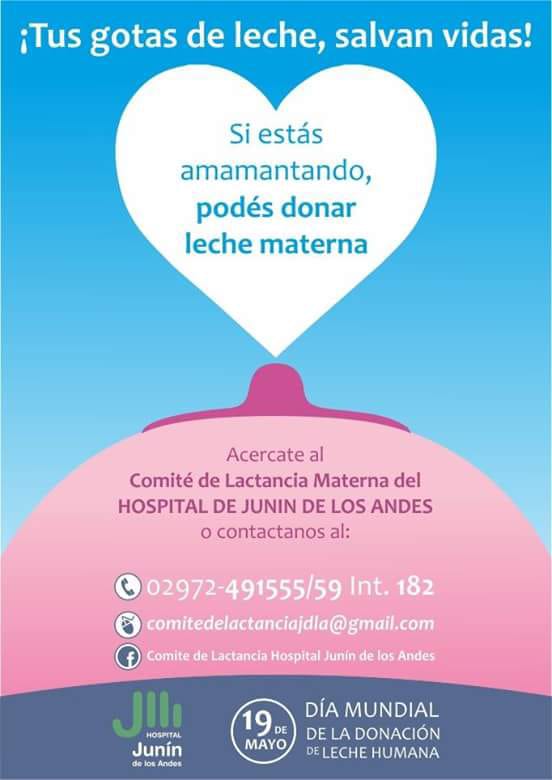 ¡Tus gotas de leche, salvan vidas!
Si estás
amamantando,
podés donar
leche materna
Acercate al
Comité de Lactancia Materna del
HOSPITAL DE JUNIN DE LOS ANDES
o contactanos al:
02972-491555/59 Int. 182
comitedelactanciajdla@gmail.com
Comite de Lactancia Hospital Junín de los Andes
HOSPITAL
Junín
de los Andes
19 DE
MAYO
DÍA MUNDIAL
DE LA DONACIÓN
DE LECHE HUMANA